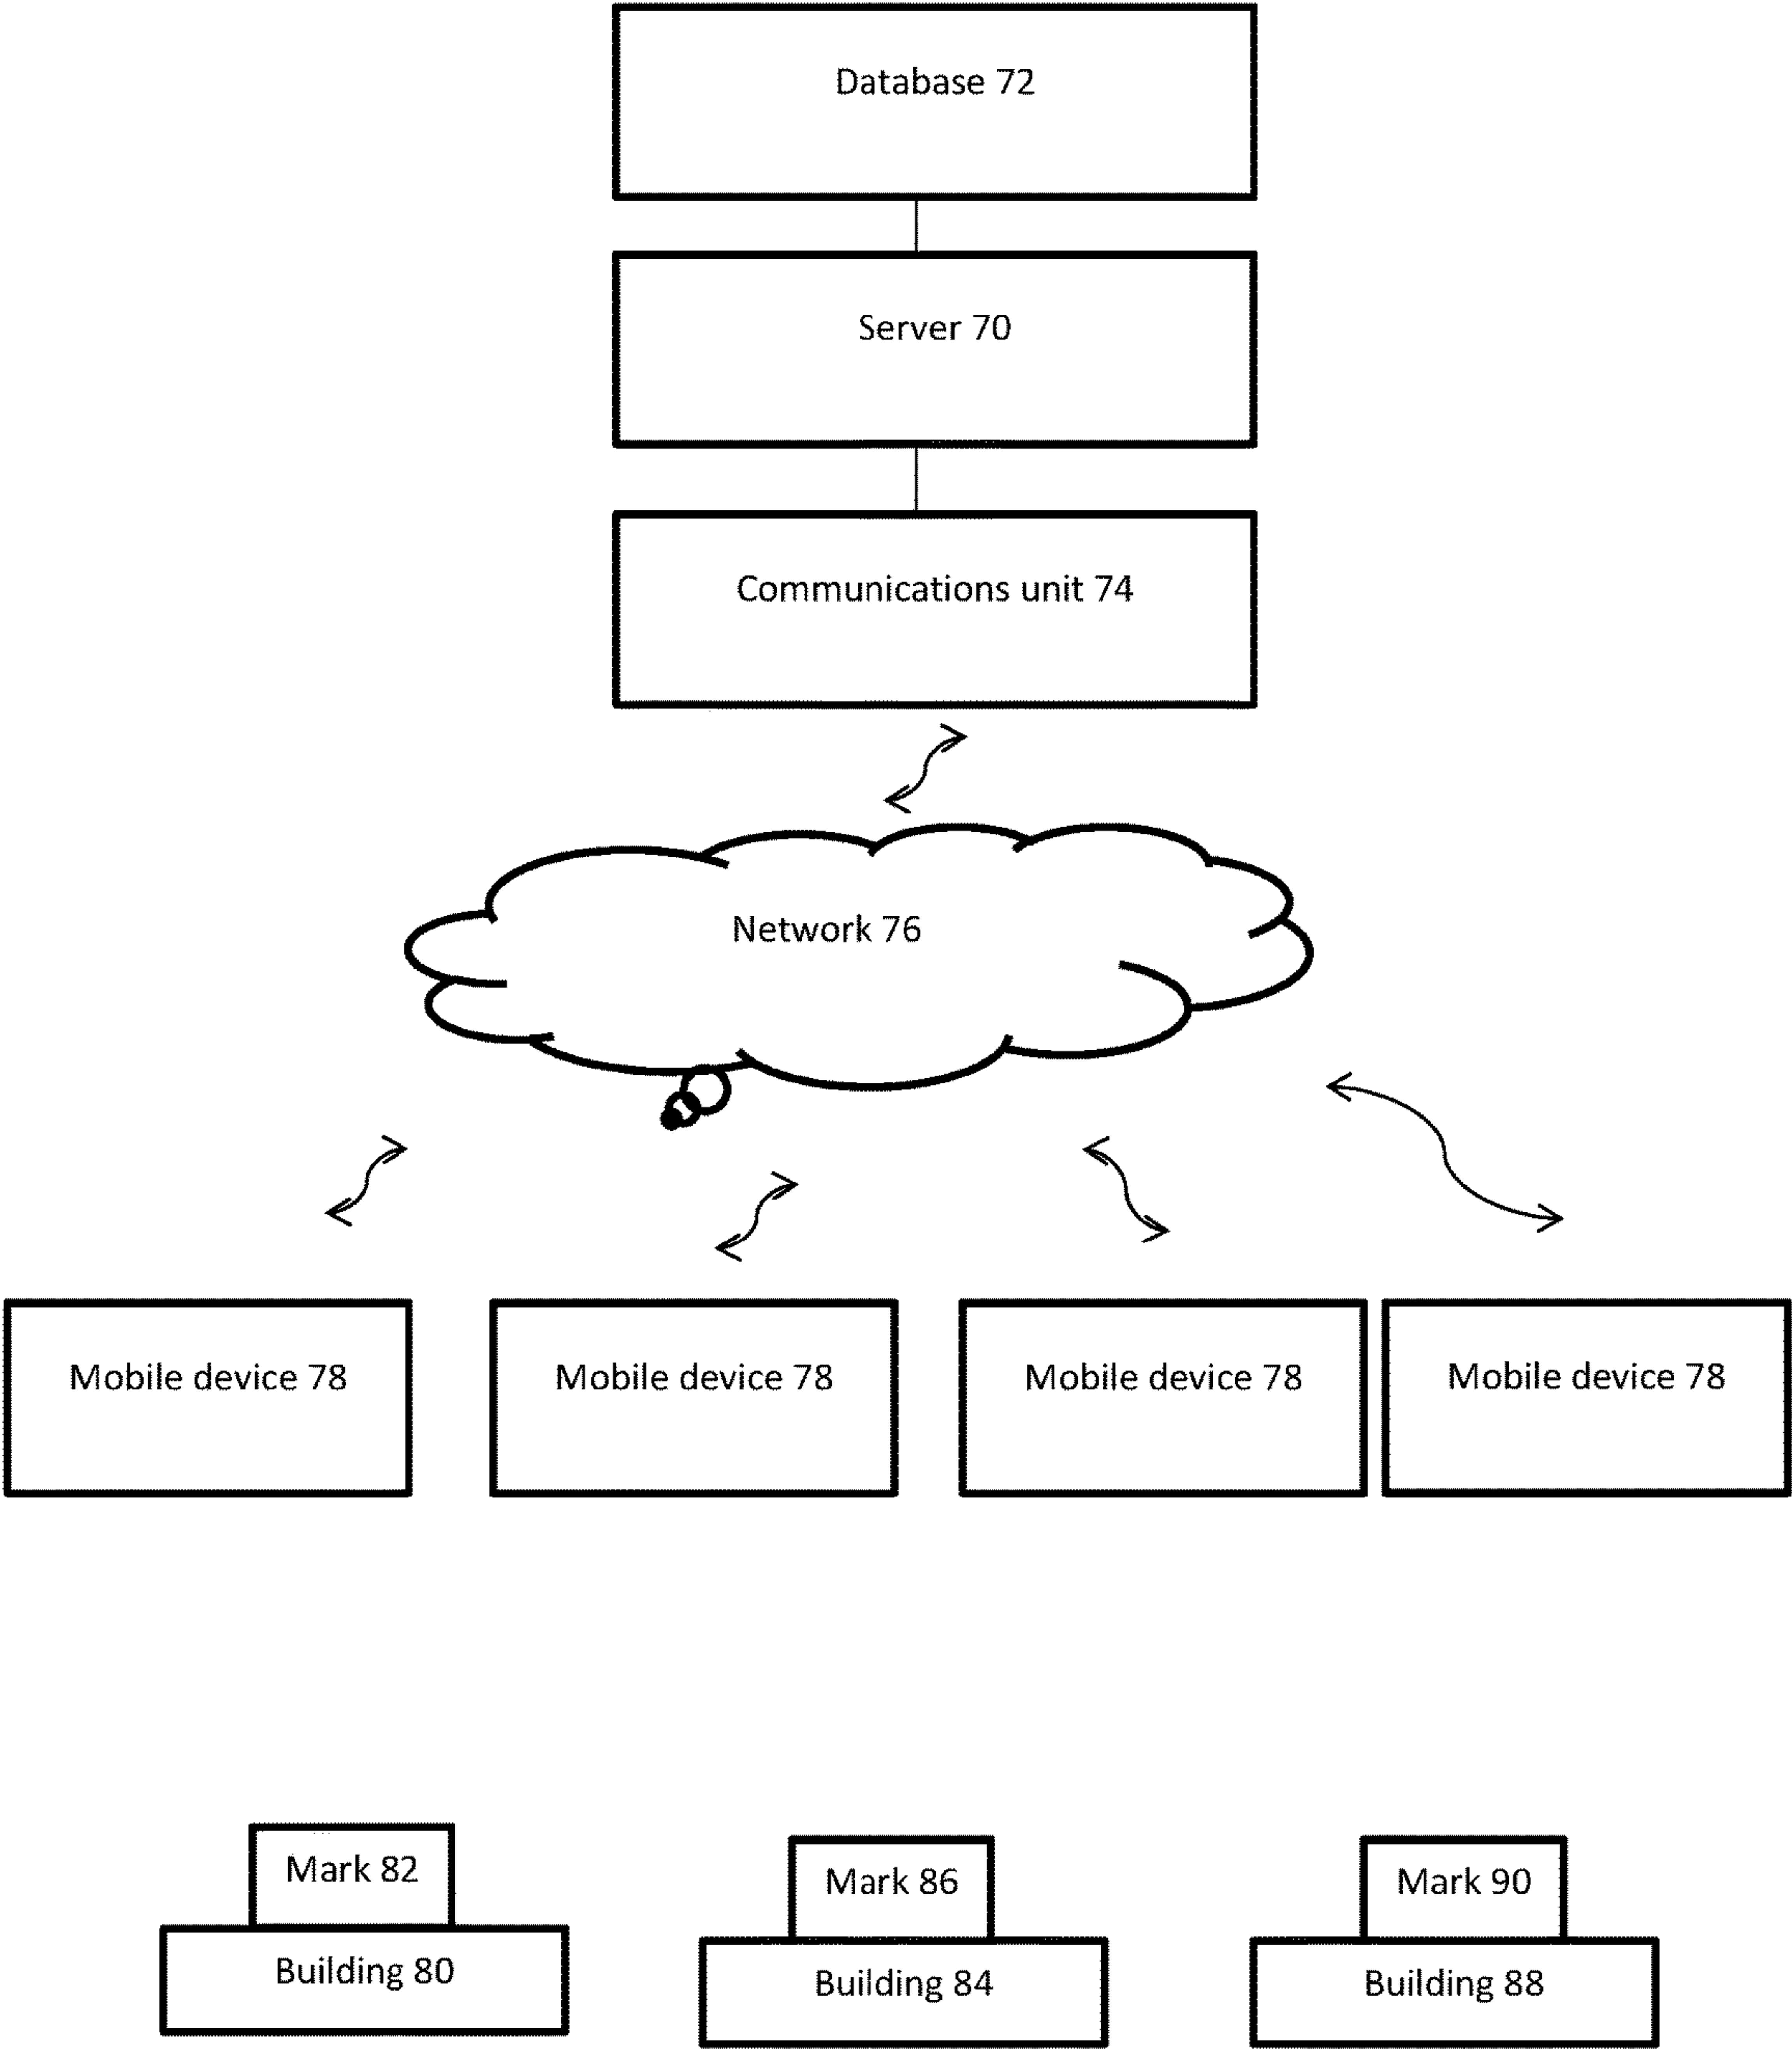 Database 72
Server 70
Communications unit 74
Network 76
Mobile device 78
Mobile device 78
Mobile device 78
Mobile device 78
Mark 82
Mark 86
Mark 90
Building 80
Building 84
Building 88